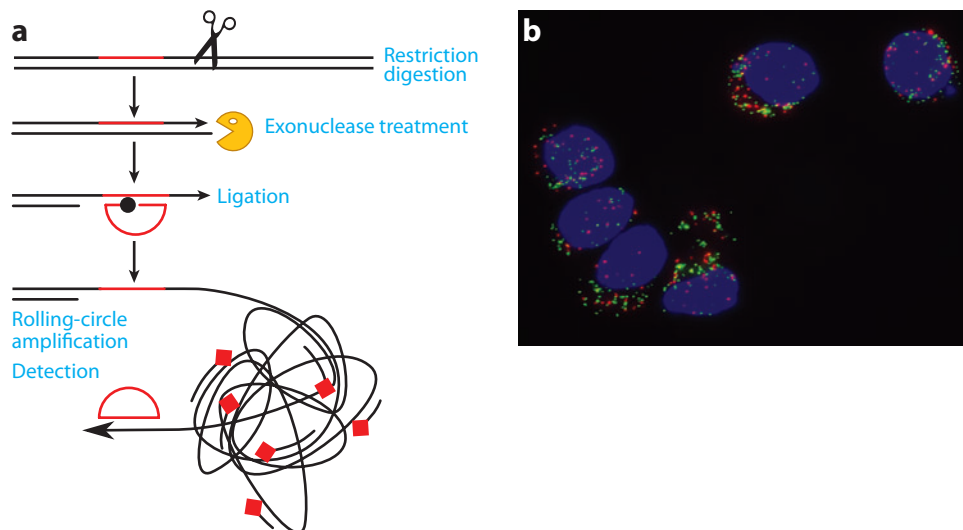 a
Restriction
digestion
Exonuclease treatment
Ligation
Rolling-circle
amplification
Detection
b